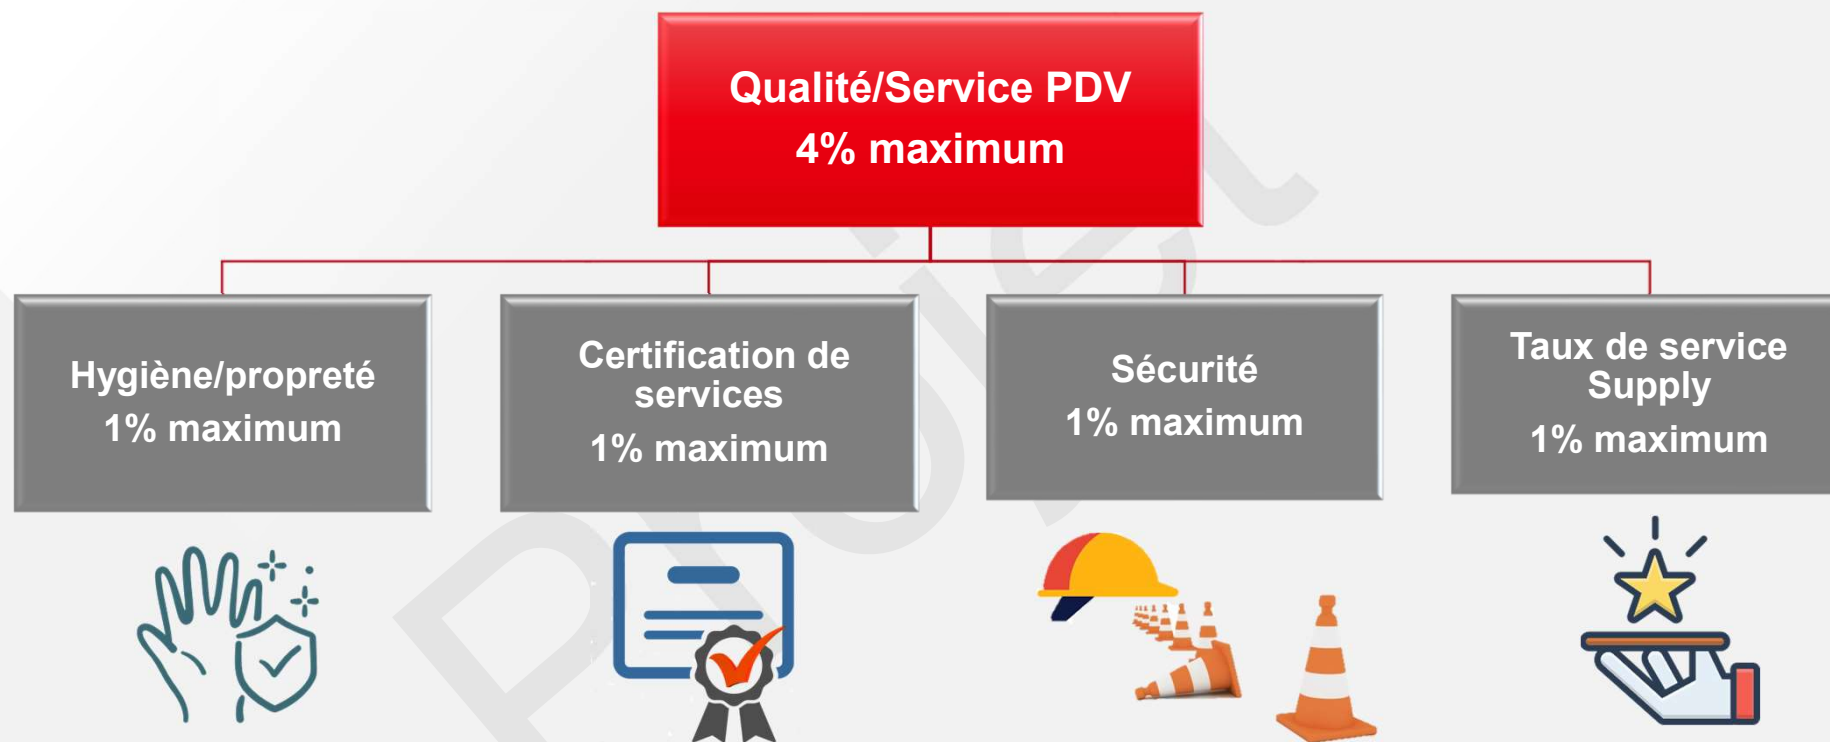 Qualité/Service PDV
4% maximum
Hygiène/propreté
1% maximum
Certification de
services
1% maximum
Sécurité
1% maximum
Taux de service
Supply
1% maximum
Projet